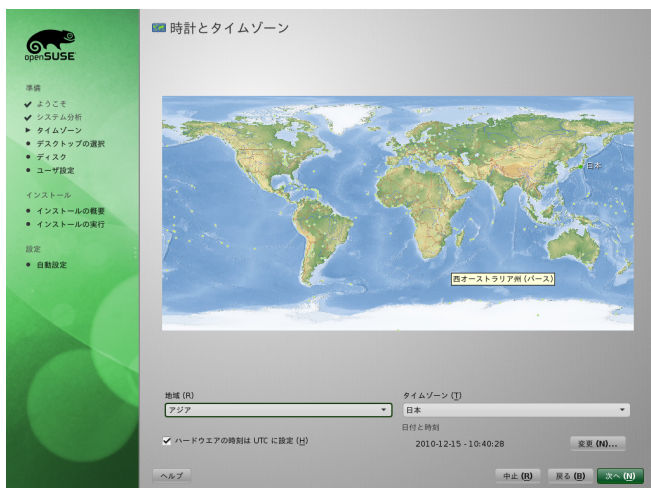 openSUSE
時計とタイムゾーン
準備
ようこそ
システム分析
タイムゾーン
デスクトップの選択
ディスク
ユーザ設定
インストール
インストールの概要
インストールの実行
設定
自動設定
日本
西オーストラリア州 (パース)
地域 (R)
アジア
タイムゾーン (T)
日本
ハードウエアの時刻は UTC に設定 (H)
日付と時刻
2010-12-15 - 10:40:28
変更 (N)...
ヘルプ
中止 (R)
戻る (B)
次へ (N)